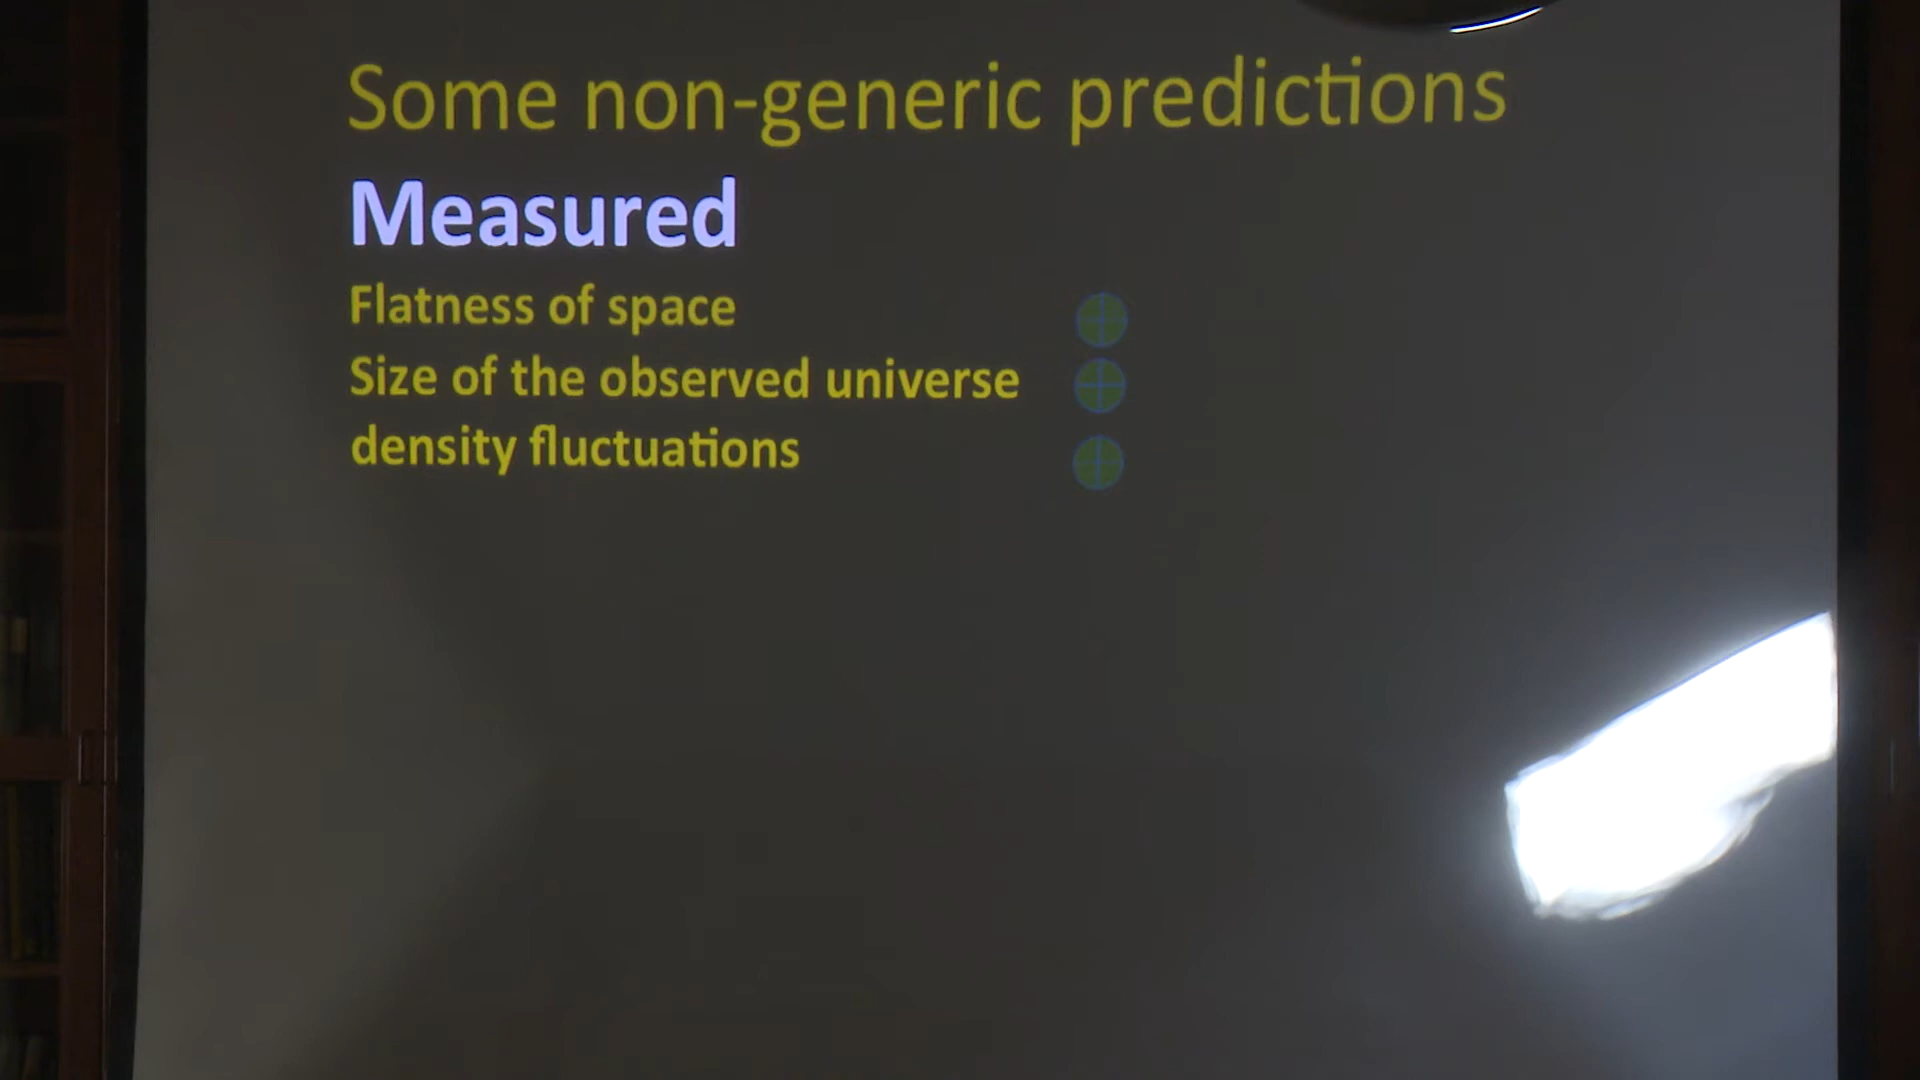 Some non-generic predictions
Measured
Flatness of space
Size of the observed universe
density fluctuations